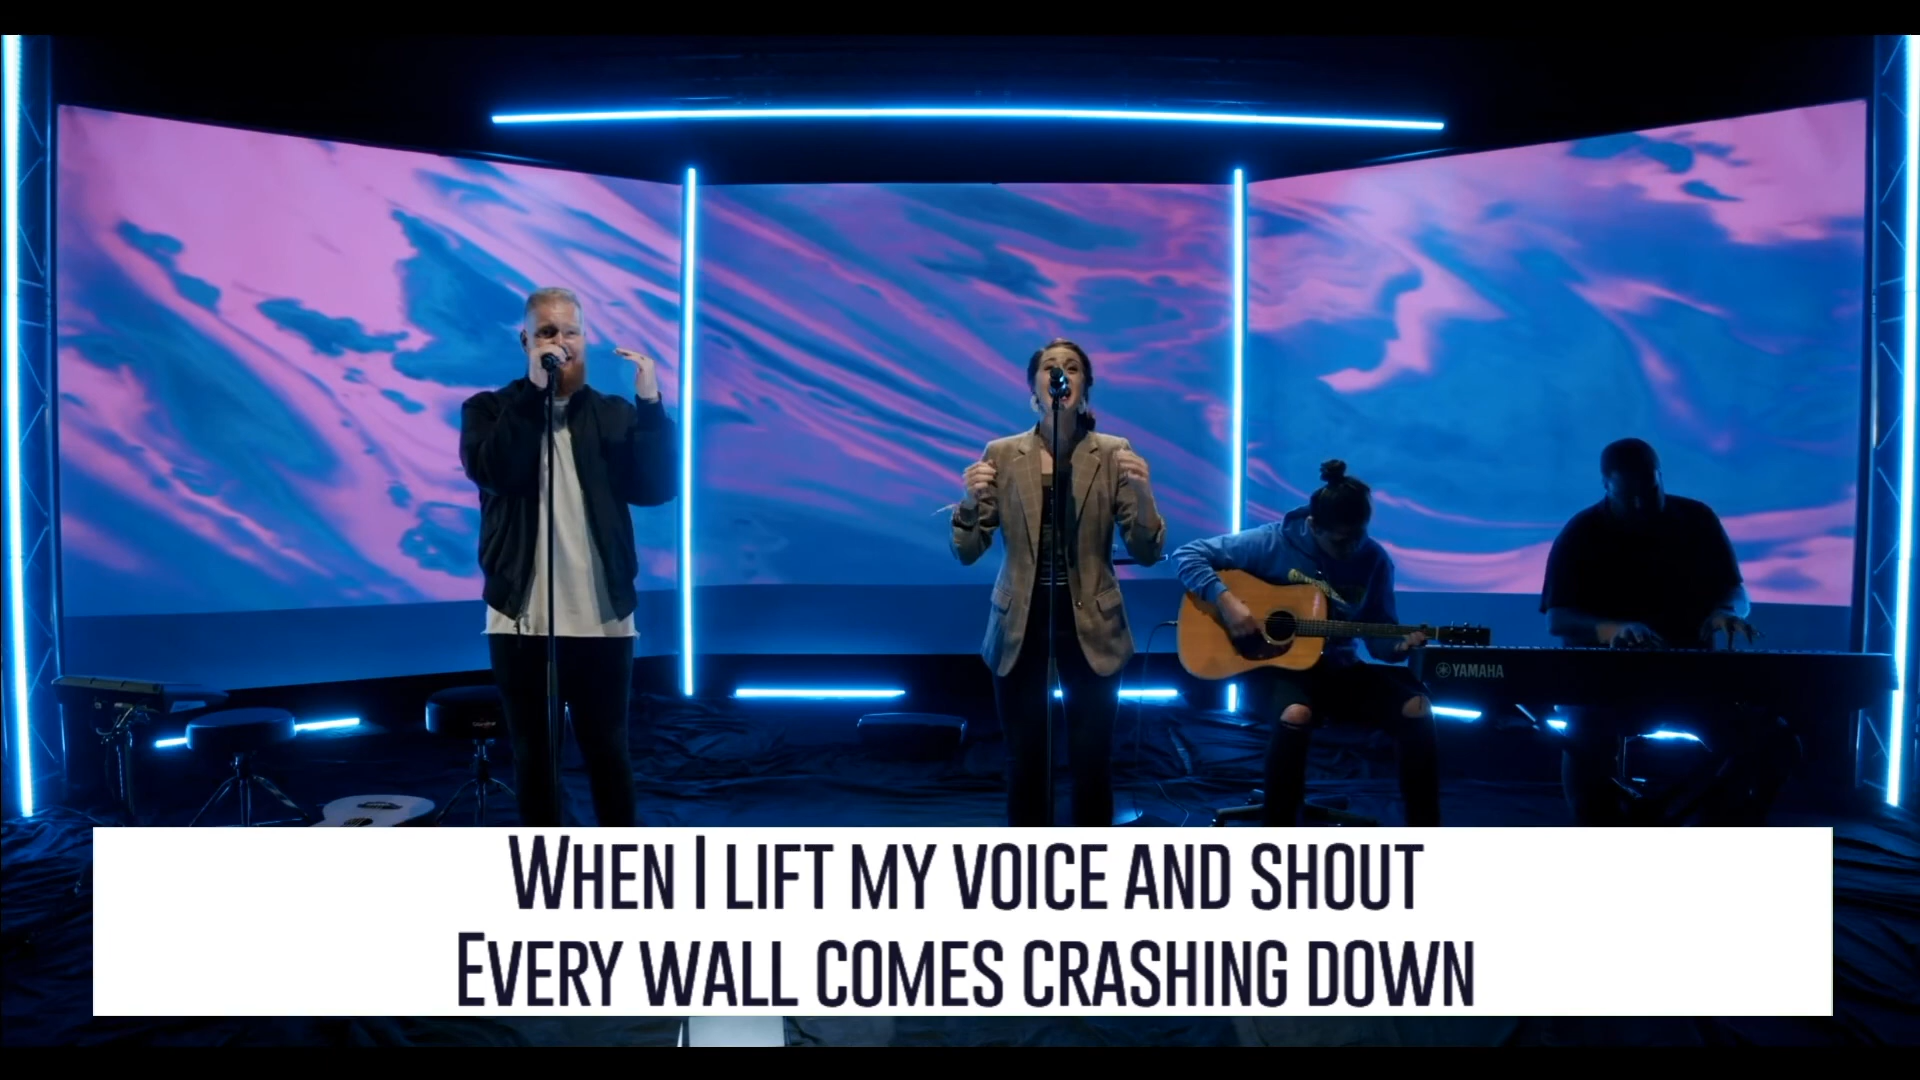 When I lift my voice and shout
Every wall comes crashing down
YAMAHA